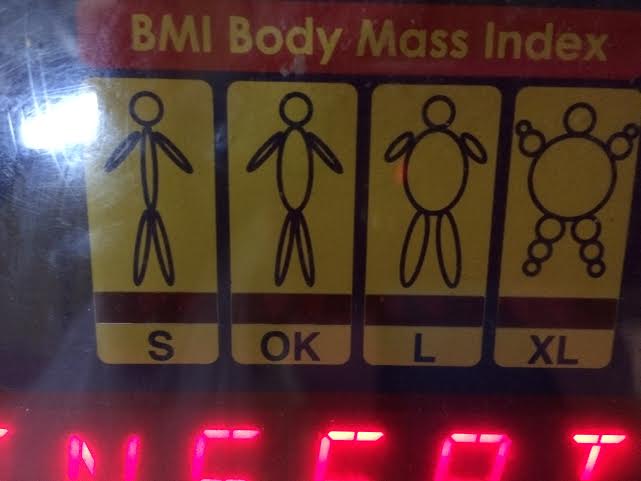 BMI Body Mass Index
S OK L XL